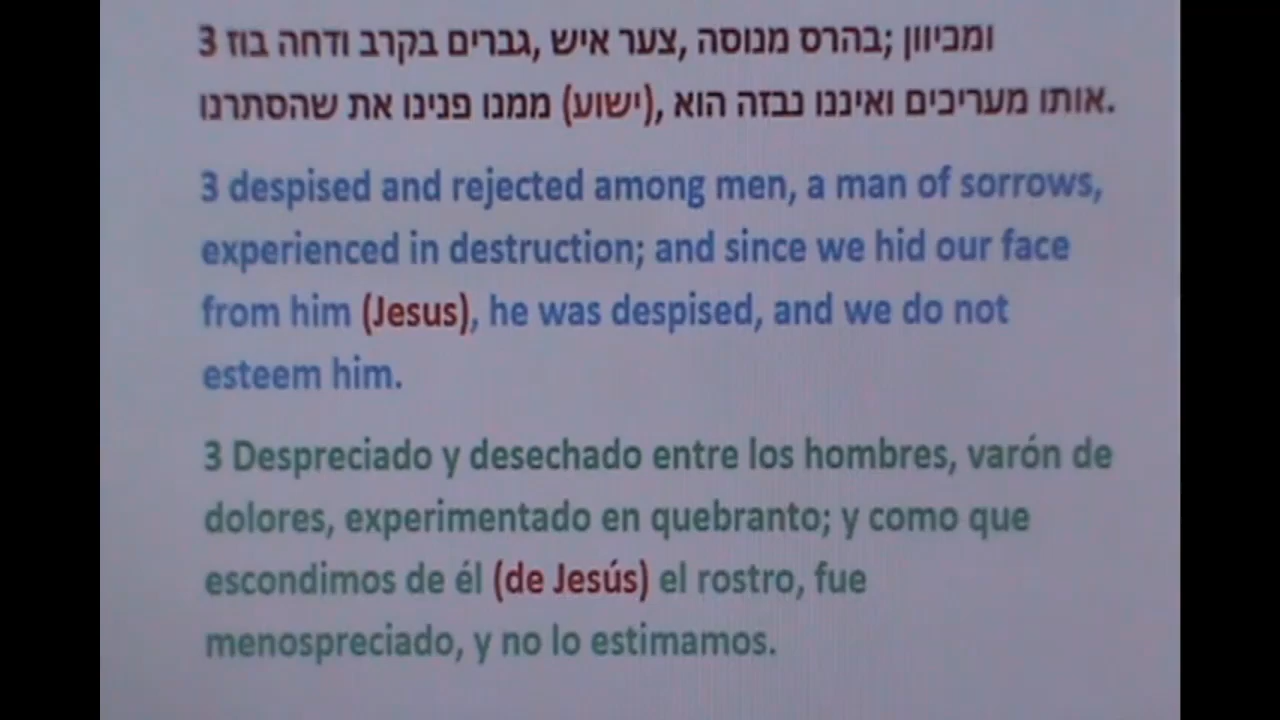 3 בוז ודחה בקרב גברים, איש צער, מנוסה בהרס; ומכיוון
שהסתרנו את פנינו ממנו (ישוע), הוא נבזה ואיננו מעריכים אותו.
3 despised and rejected among men, a man of sorrows,
experienced in destruction; and since we hid our face
from him (Jesus), he was despised, and we do not
esteem him.
3 Despreciado y desechado entre los hombres, varón de
dolores, experimentado en quebranto; y como que
escondimos de él (de Jesús) el rostro, fue
menospreciado, y no lo estimamos.